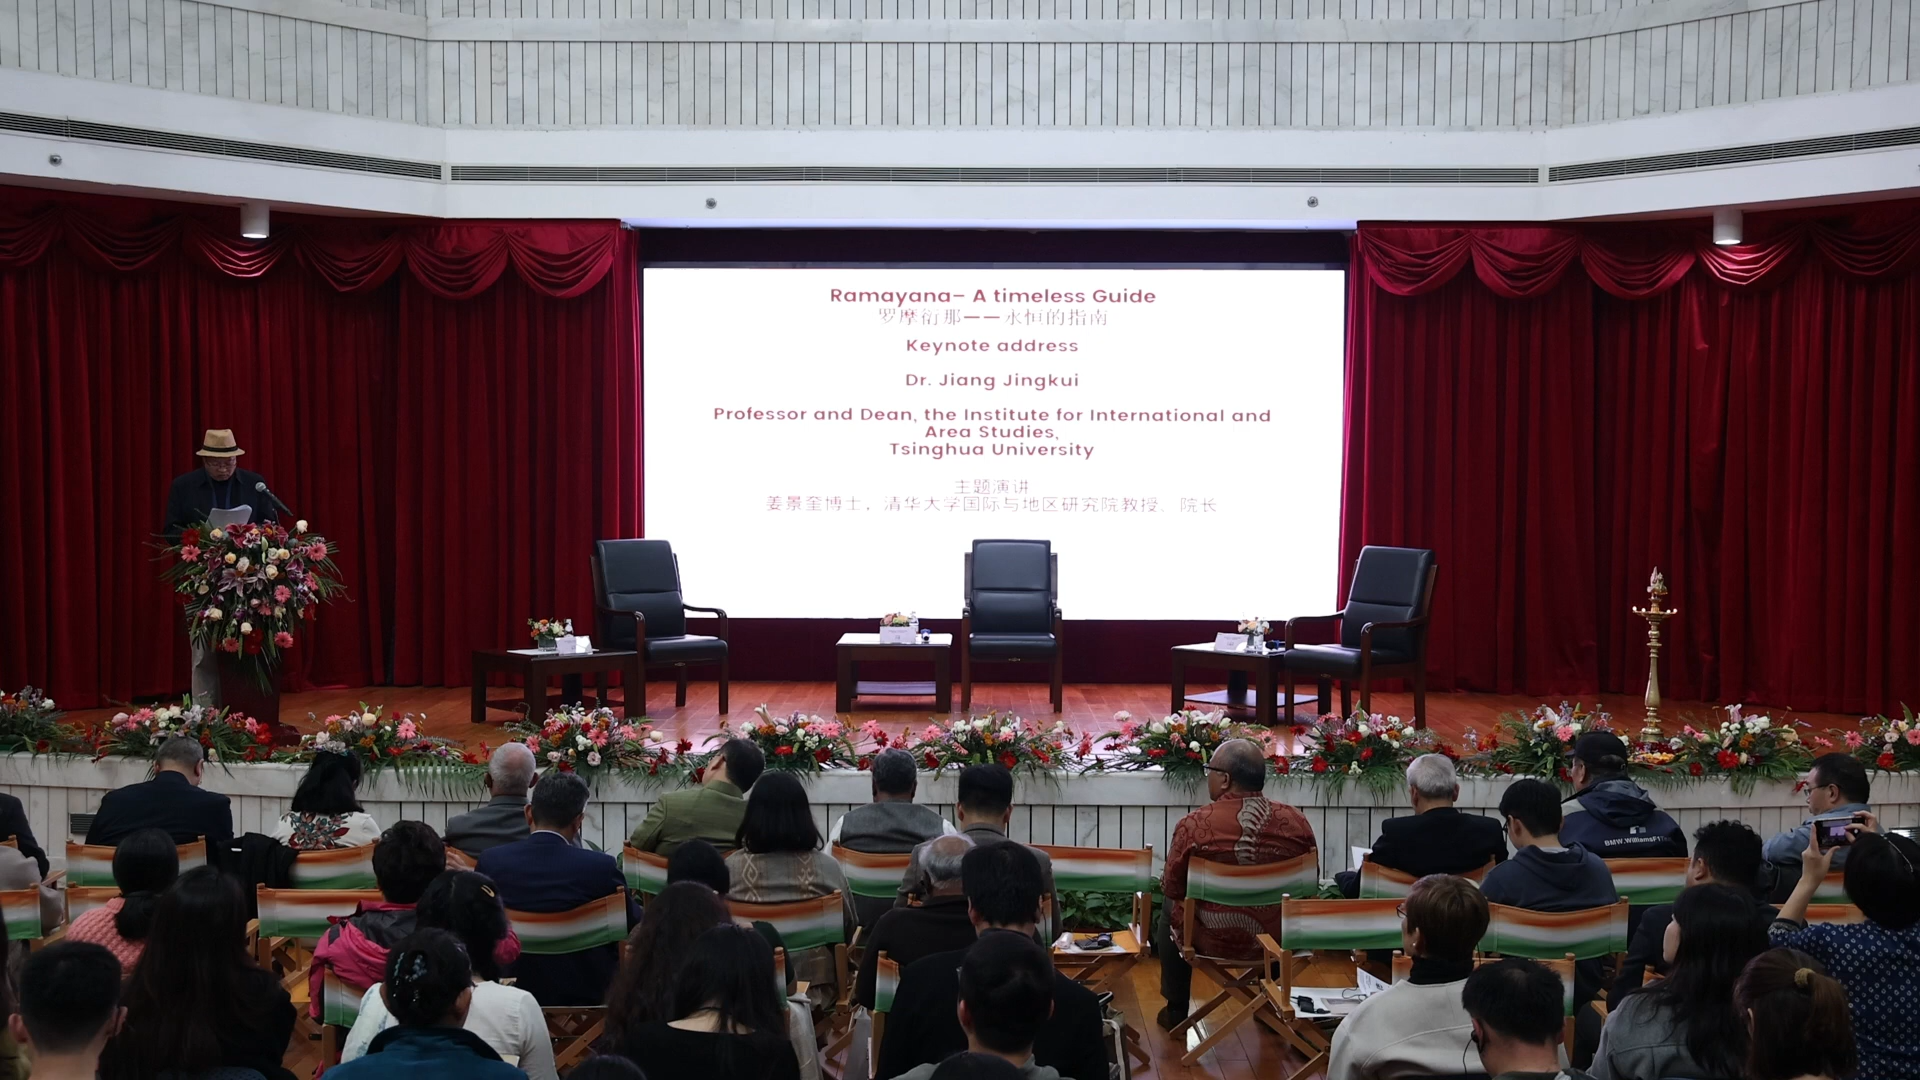 Ramayana– A timeless Guide
罗摩衍那——永恒的指南
Keynote address
Dr. Jiang Jingkui
Professor and Dean, the Institute for International and
Area Studies,
Tsinghua University
主题演讲
姜景奎博士，清华大学国际与地区研究院教授、院长
BMW.WilliamsF1